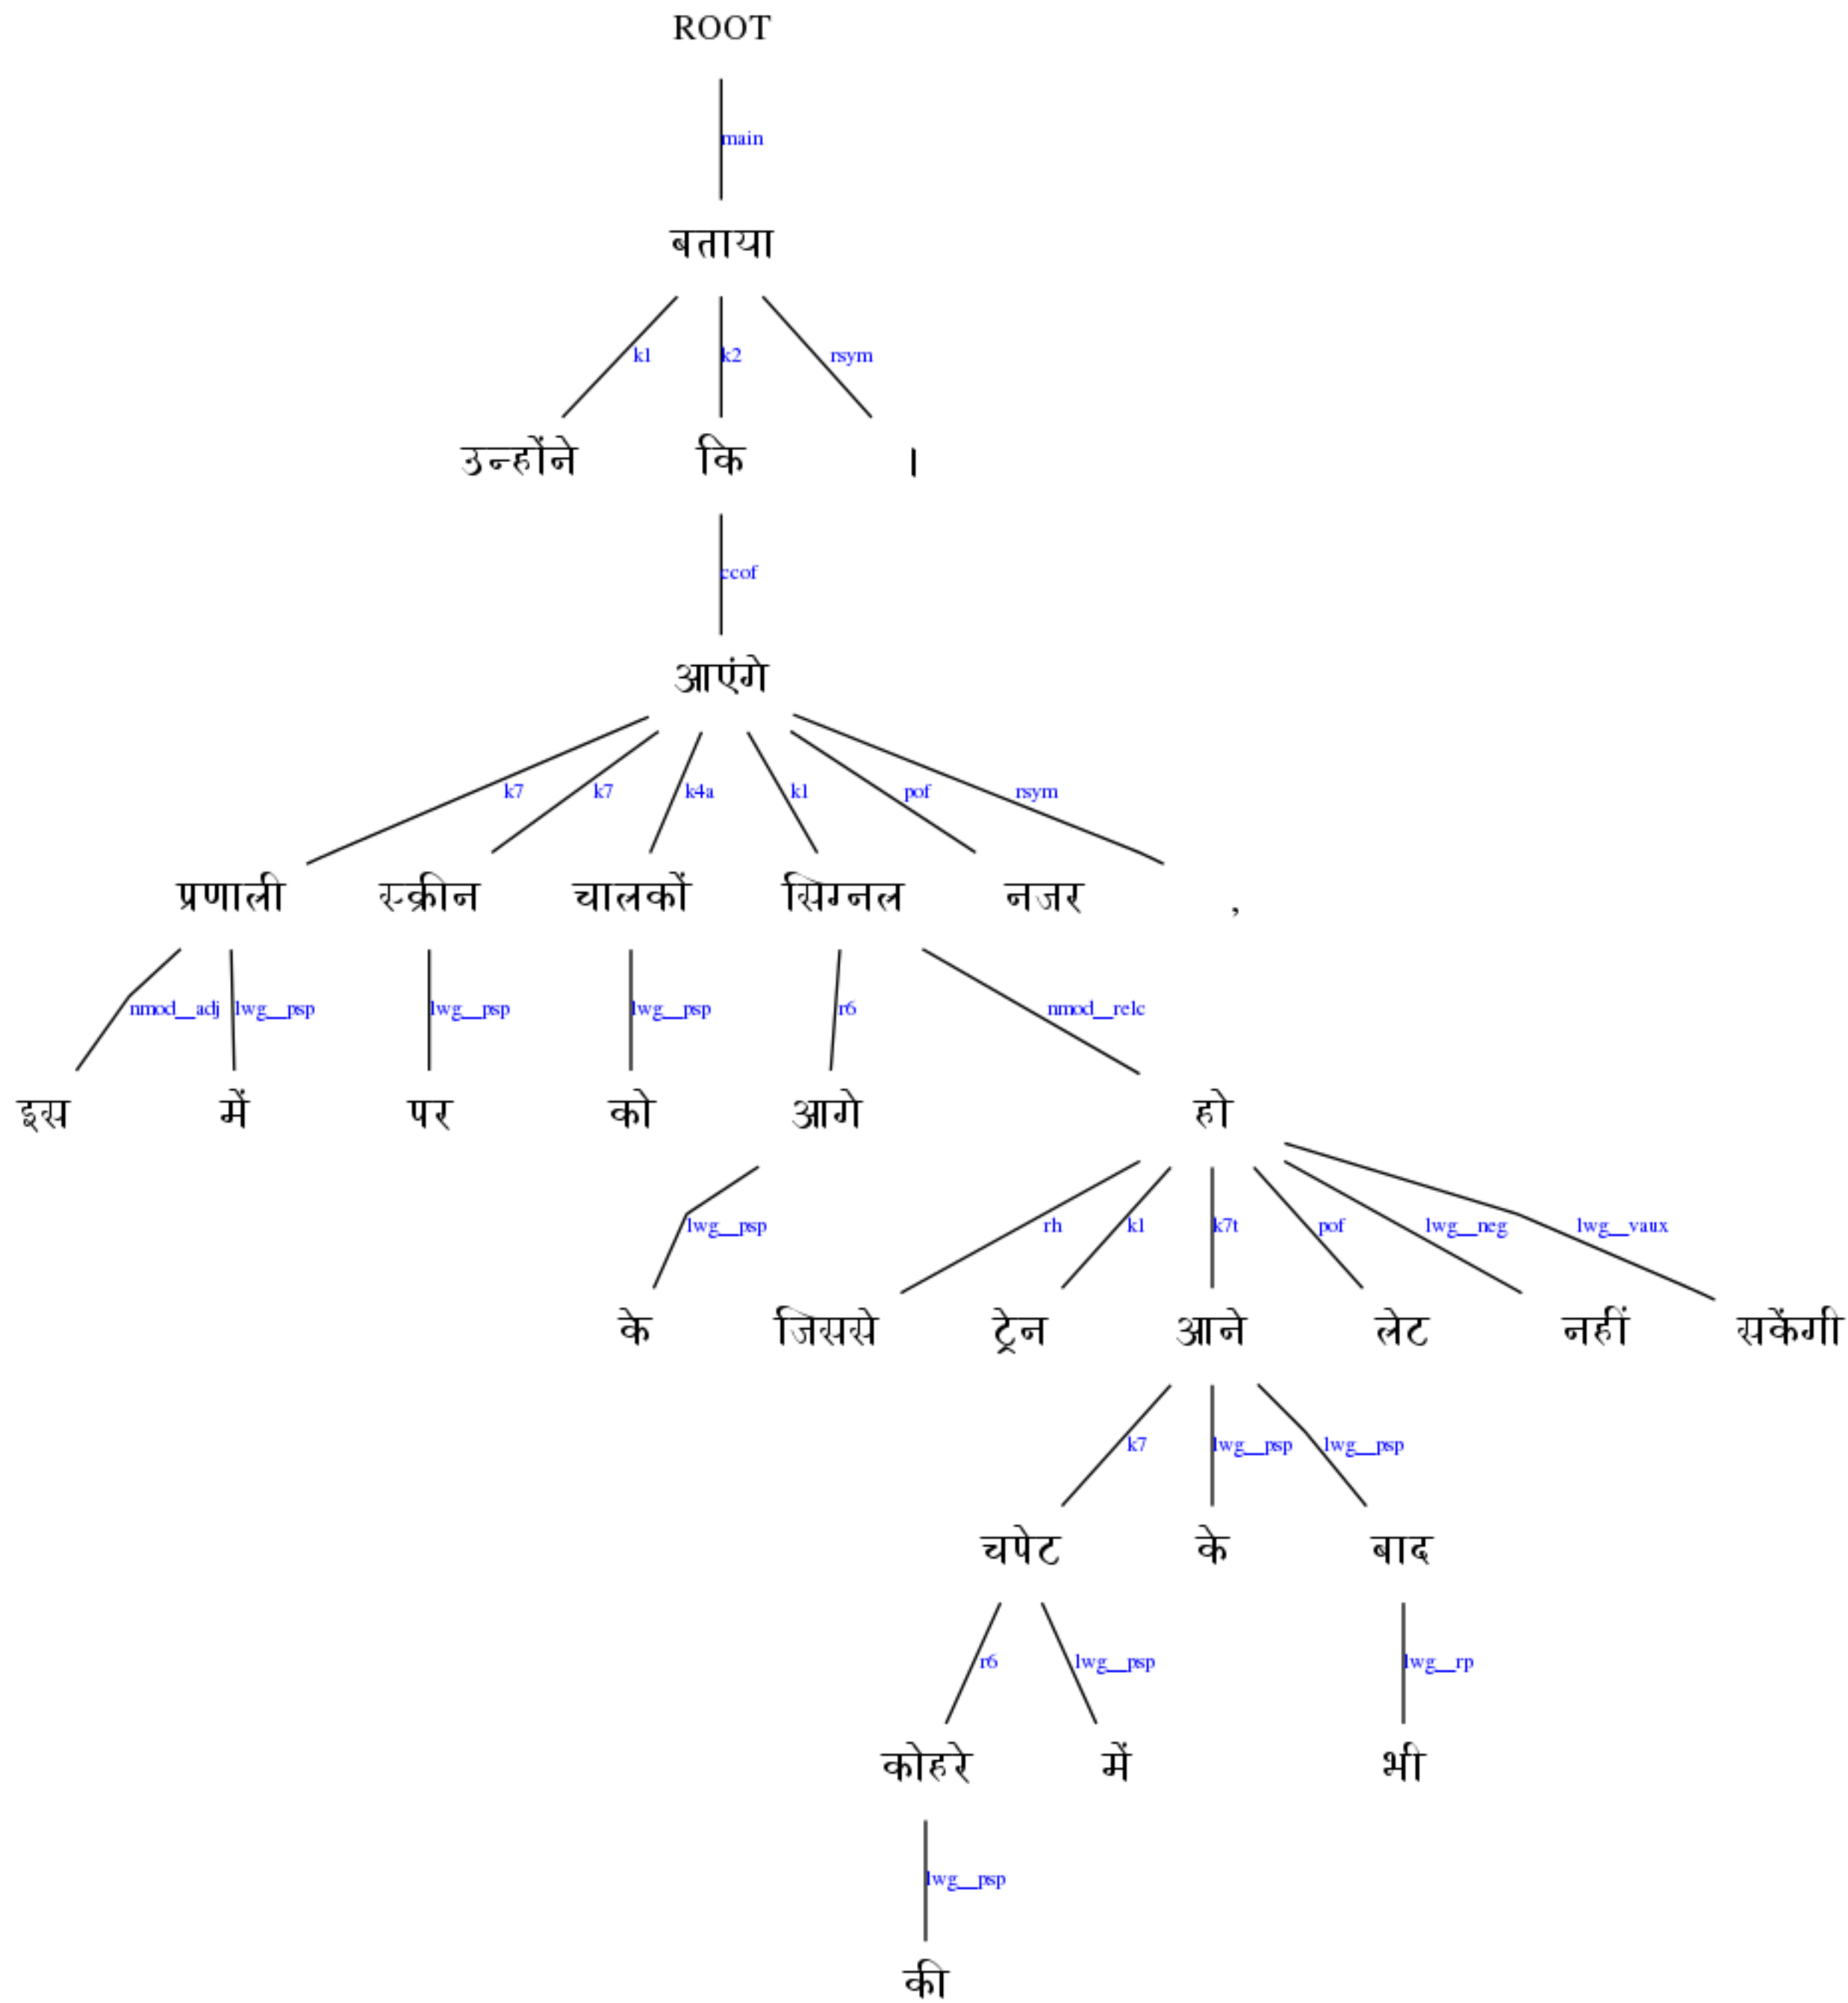 ROOT
main
बताया
k1 k2 rsym
उन्होंने कि ।
ccof
आएंगे
k7 k7 k4a k1 pof rsym
प्रणाली स्क्रीन चालकों सिग्नल नजर ,
nmod__adj lwg__psp lwg__psp lwg__psp r6 nmod__relc
इस में पर को आगे हो
lwg__psp rh k1 k7t pof lwg__neg lwg__vaux
के जिससे ट्रेन आने लेट नहीं सकेंगी
k7 lwg__psp lwg__psp
चपेट के बाद
r6 lwg__psp lwg__rp
कोहरे में भी
lwg__psp
की